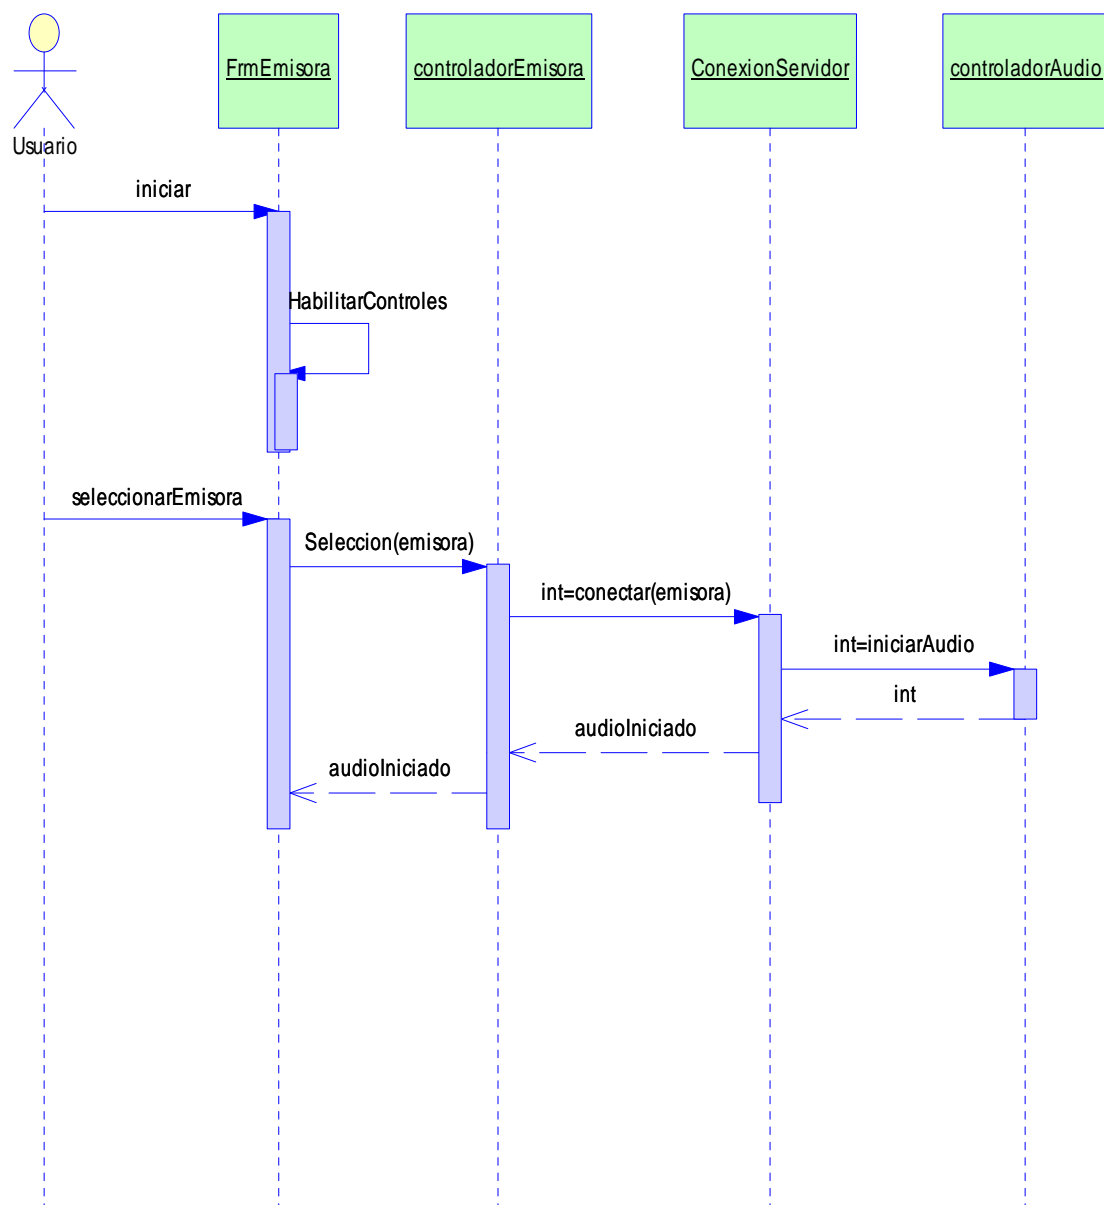 FrmEmisora
controladorEmisora
ConexionServidor
controladorAudio
Usuario
iniciar
HabilitarControles
seleccionarEmisora
Seleccion(emisora)
int=conectar(emisora)
int=iniciarAudio
int
audioIniciado
audioIniciado